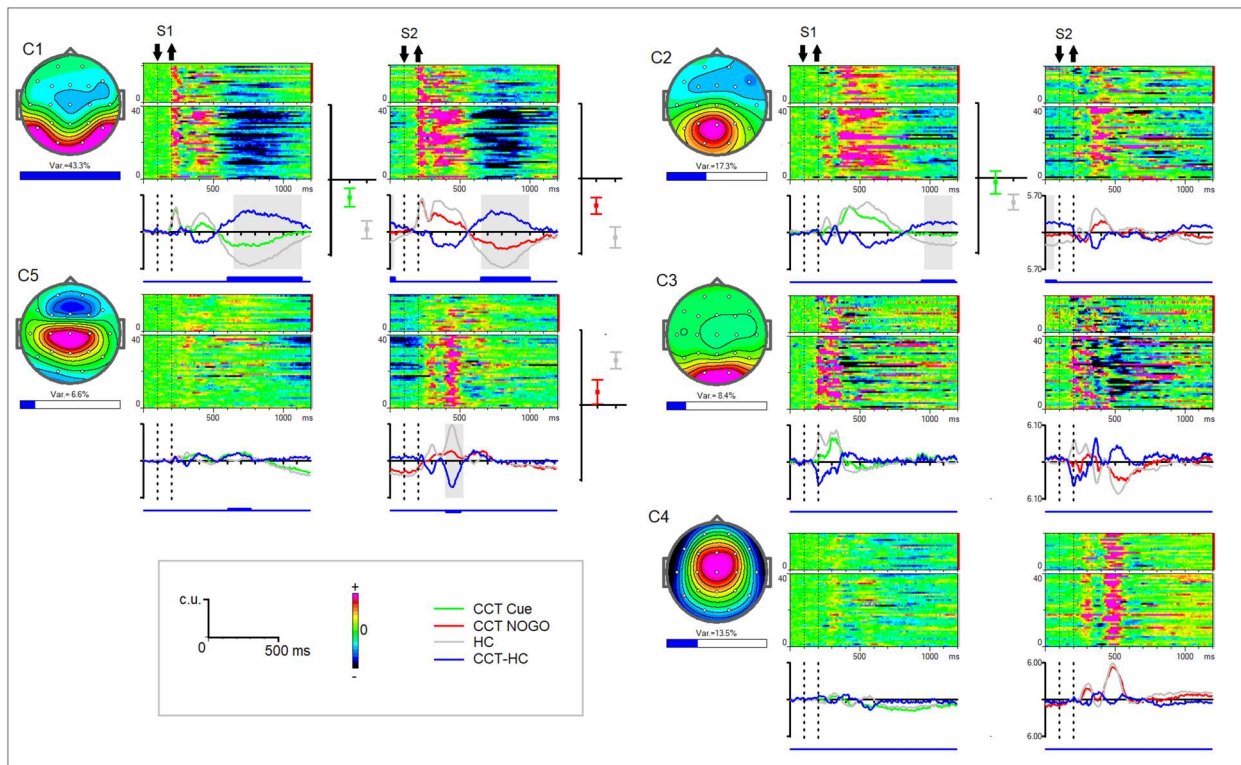 S1 S2
C1
0
40
0
Var.=43.3%
500 1000 ms
500 1000 ms
C5
40
0
Var.=6.6%
500 1000 ms
500 1000 ms
c.u.
0 500 ms
+
0
-
CCT Cue
CCT NOGO
HC
CCT-HC
S1 S2
C2
0 0
40 40
0 0
Var.=17.3%
500 1000 ms
500 1000 ms
5.70
5.70
C3
0 0
40 40
0 0
Var.= 8.4%
500 1000 ms
500 1000 ms
6.10
6.10
C4
0 0
40 40
0 0
Var.=13.5%
500 1000 ms
500 1000 ms
6.00
6.00